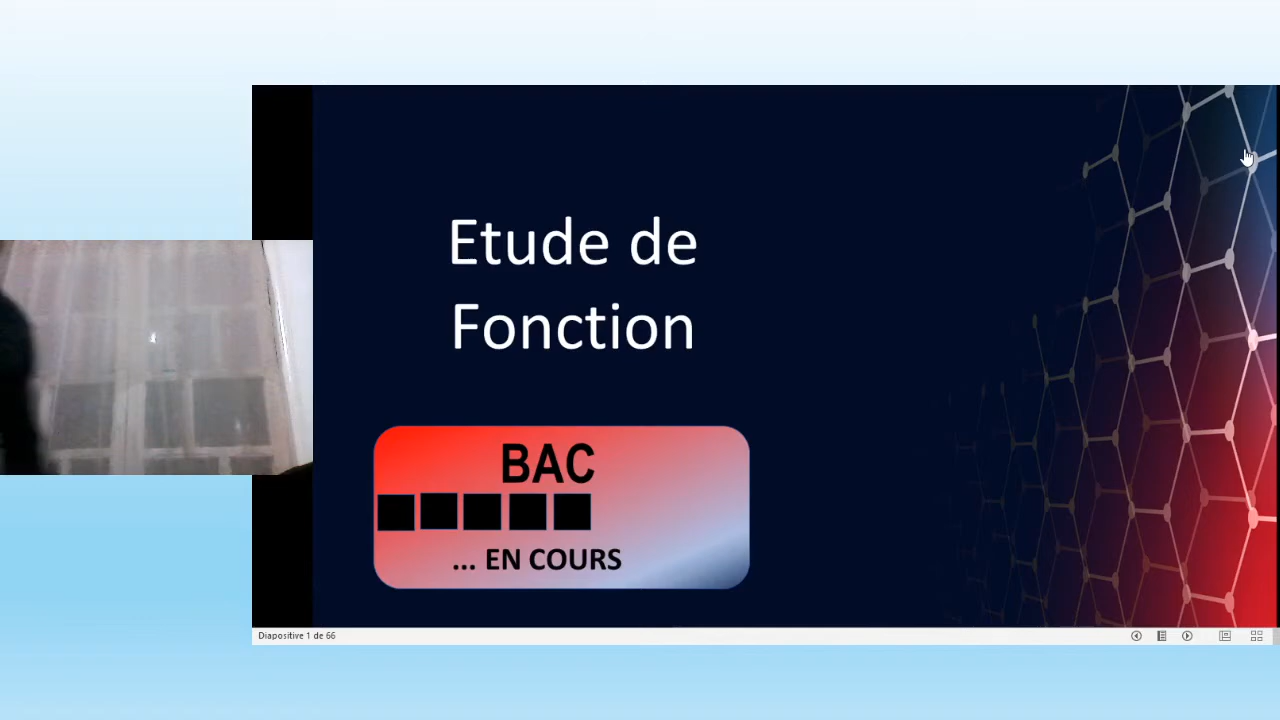 Etude de
Fonction
BAC
... EN COURS
Diapositive 1 de 66